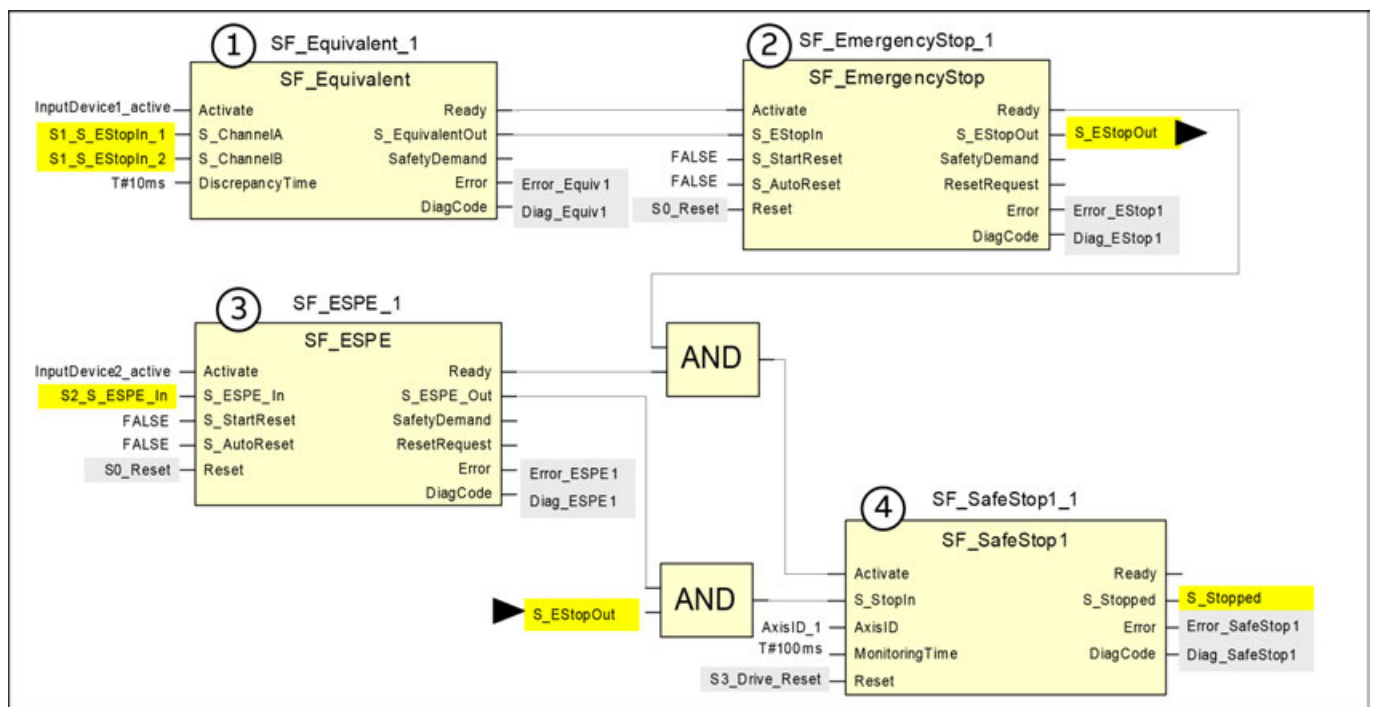 1 SF_Equivalent_1
SF_Equivalent
InputDevice1_active Activate Ready
S1_S_EStopIn_1 S_ChannelA S_EquivalentOut
S1_S_EStopIn_2 S_ChannelB SafetyDemand
T#10ms DiscrepancyTime Error Error_Equiv1
DiagCode Diag_Equiv1
2 SF_EmergencyStop_1
SF_EmergencyStop
Activate Ready
S_EStopIn S_EStopOut S_EStopOut
FALSE S_StartReset SafetyDemand
FALSE S_AutoReset ResetRequest
S0_Reset Reset Error Error_EStop1
DiagCode Diag_EStop1
3 SF_ESPE_1
SF_ESPE
InputDevice2_active Activate Ready
S2_S_ESPE_In S_ESPE_In S_ESPE_Out
FALSE S_StartReset SafetyDemand
FALSE S_AutoReset ResetRequest
S0_Reset Reset Error Error_ESPE1
DiagCode Diag_ESPE1
AND
S_EStopOut AND
4 SF_SafeStop1_1
SF_SafeStop1
Activate Ready
S_StopIn S_Stopped S_Stopped
AxisID_1 AxisID Error Error_SafeStop1
T#100ms MonitoringTime DiagCode Diag_SafeStop1
S3_Drive_Reset Reset